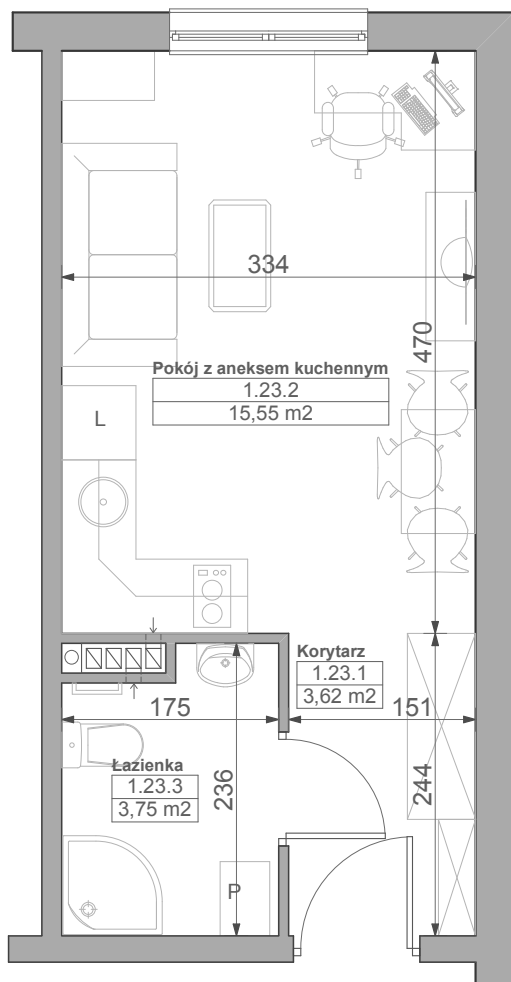 334
470
Pokój z aneksem kuchennym
1.23.2
15,55 m2
L
Korytarz
1.23.1
3,62 m2
175
151
236
244
Łazienka
1.23.3
3,75 m2
P